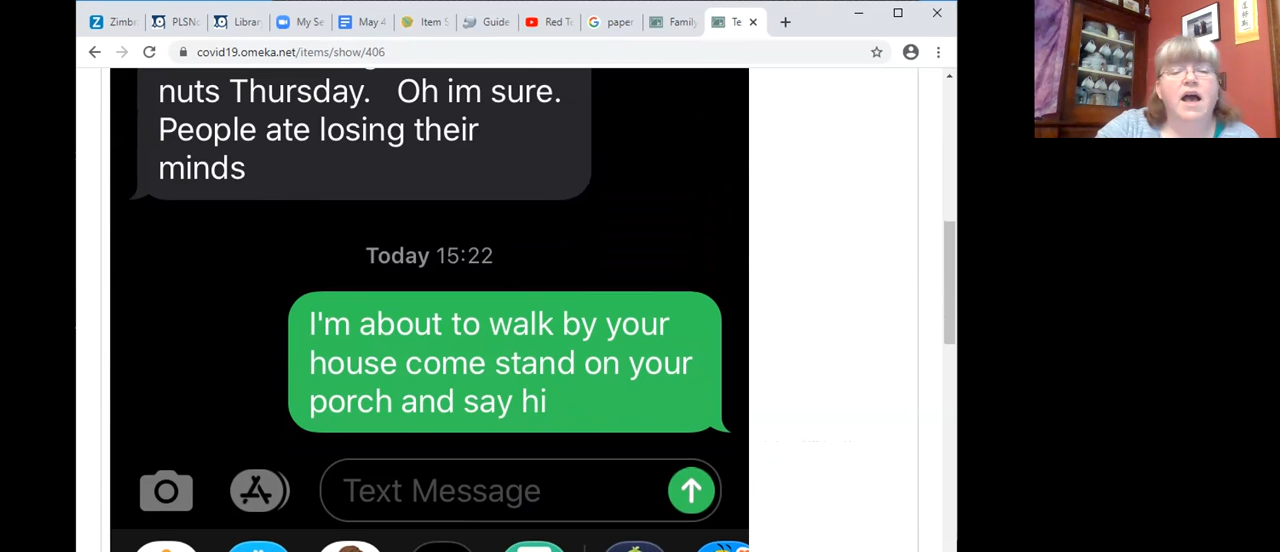 Zimb
PLSN
Librar
My Se
May 4
Item S
Guide
Red T
paper
Family
Te
covid19.omeka.net/items/show/406
nuts Thursday. Oh im sure.
People ate losing their
minds
Today 15:22
I'm about to walk by your
house come stand on your
porch and say hi
Text Message